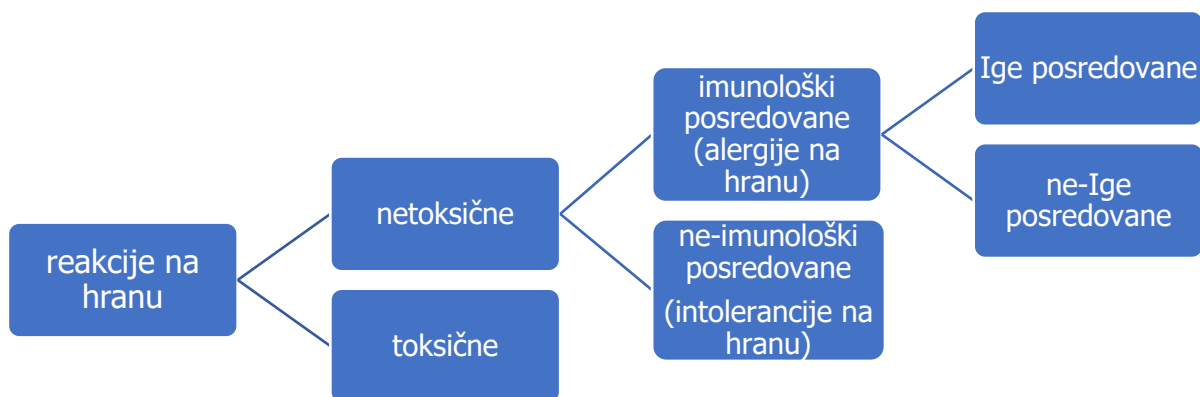 reakcije na
hranu
netoksične
toksične
imunološki
posredovane
(alergije na
hranu)
ne-imunološki
posredovane
(intolerancije na
hranu)
Ige posredovane
ne-Ige
posredovane